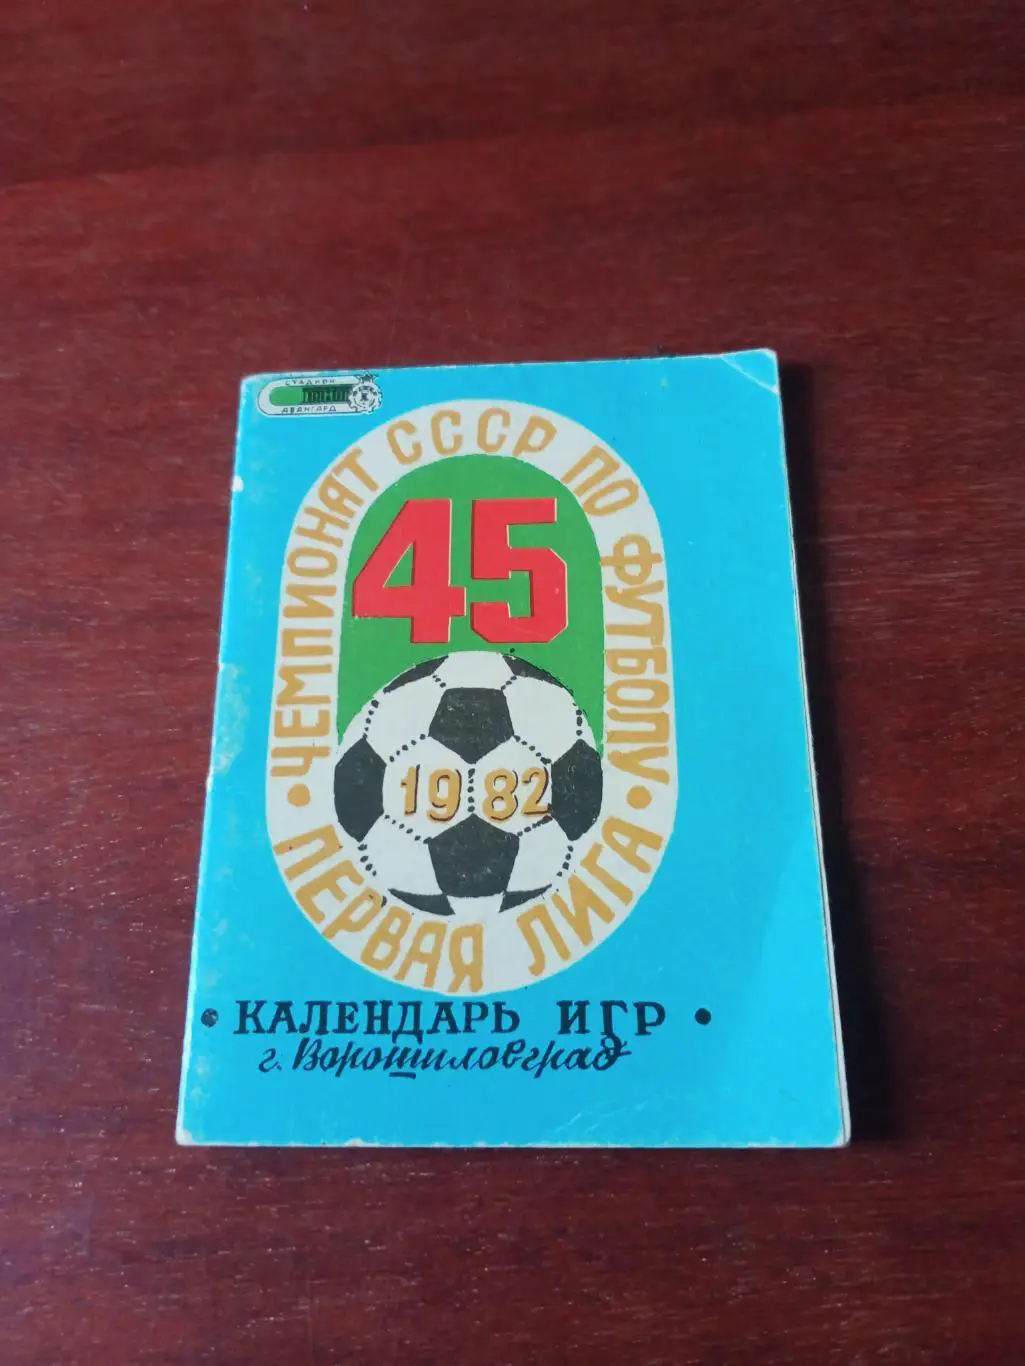 СТАДИОН
АВАНГАРД
ЧЕМПИОНАТ СССР ПО ФУТБОЛУ
45
1982
ПЕРВАЯ ЛИГА
• КАЛЕНДАРЬ ИГР •
г. Ворошиловград